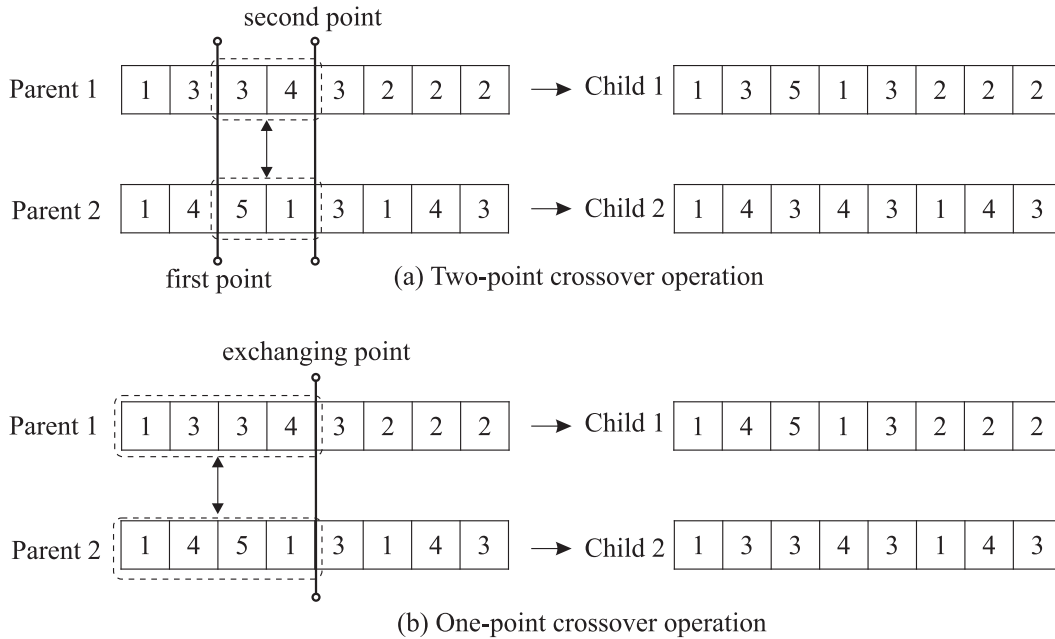 second point
Parent 1 1 3 3 4 3 2 2 2 Child 1 1 3 5 1 3 2 2 2
Parent 2 1 4 5 1 3 1 4 3 Child 2 1 4 3 4 3 1 4 3
first point
(a) Two-point crossover operation
exchanging point
Parent 1 1 3 3 4 3 2 2 2 Child 1 1 4 5 1 3 2 2 2
Parent 2 1 4 5 1 3 1 4 3 Child 2 1 3 3 4 3 1 4 3
(b) One-point crossover operation